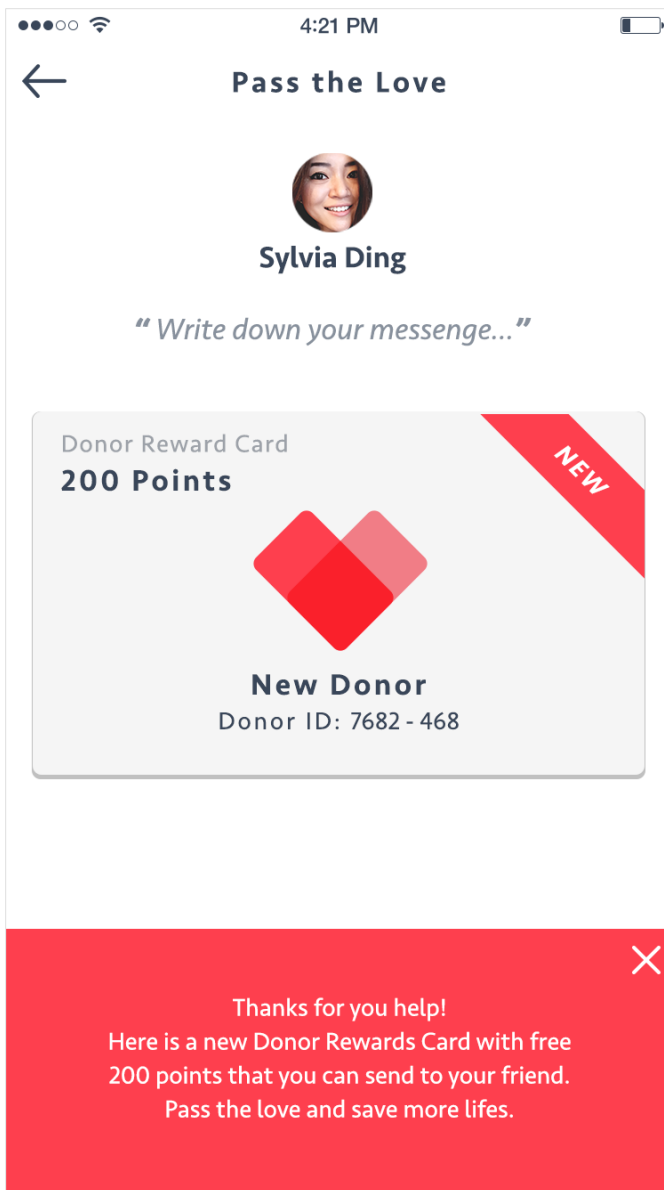 4:21 PM
Pass the Love
Sylvia Ding
“ Write down your messenge...”
Donor Reward Card
200 Points
NEW
New Donor
Donor ID: 7682 - 468
Thanks for you help!
Here is a new Donor Rewards Card with free
200 points that you can send to your friend.
Pass the love and save more lifes.